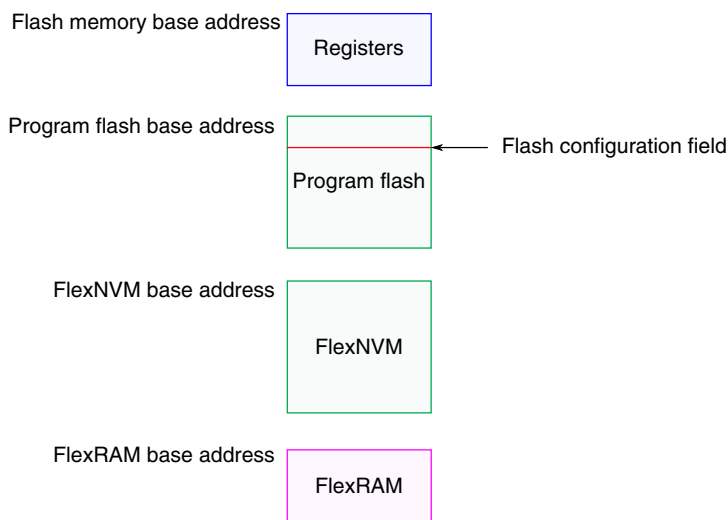 Flash memory base address
Registers
Program flash base address
Flash configuration field
Program flash
FlexNVM base address
FlexNVM
FlexRAM base address
FlexRAM